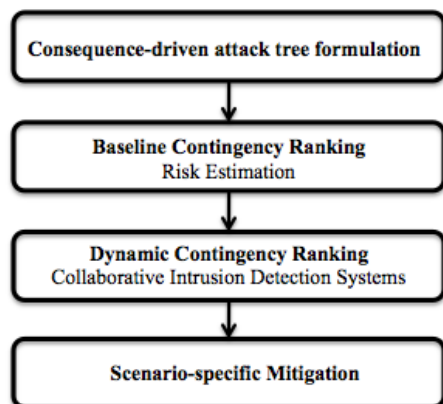 Consequence-driven attack tree formulation
Baseline Contingency Ranking
Risk Estimation
Dynamic Contingency Ranking
Collaborative Intrusion Detection Systems
Scenario-specific Mitigation